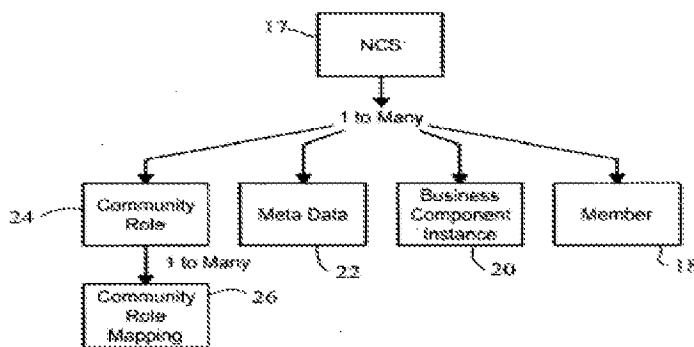 17
NCS
1 to Many
24
Community
Role
Meta Data
Business
Component
Instance
Member
22
20
18
1 to Many
Community
Role
Mapping
26